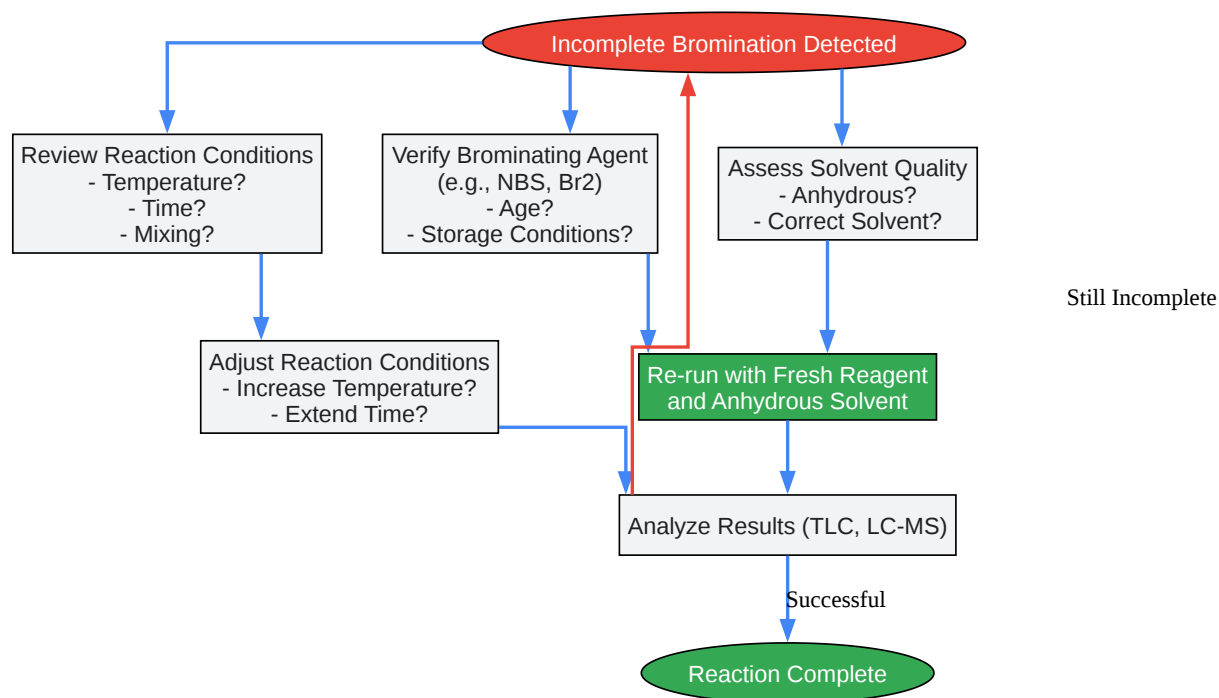 Incomplete Bromination Detected
Review Reaction Conditions
- Temperature?
- Time?
- Mixing?
Verify Brominating Agent
(e.g., NBS, Br2)
- Age?
- Storage Conditions?
Assess Solvent Quality
- Anhydrous?
- Correct Solvent?
Still Incomplete
Adjust Reaction Conditions
- Increase Temperature?
- Extend Time?
Re-run with Fresh Reagent
and Anhydrous Solvent
Analyze Results (TLC, LC-MS)
Successful
Reaction Complete